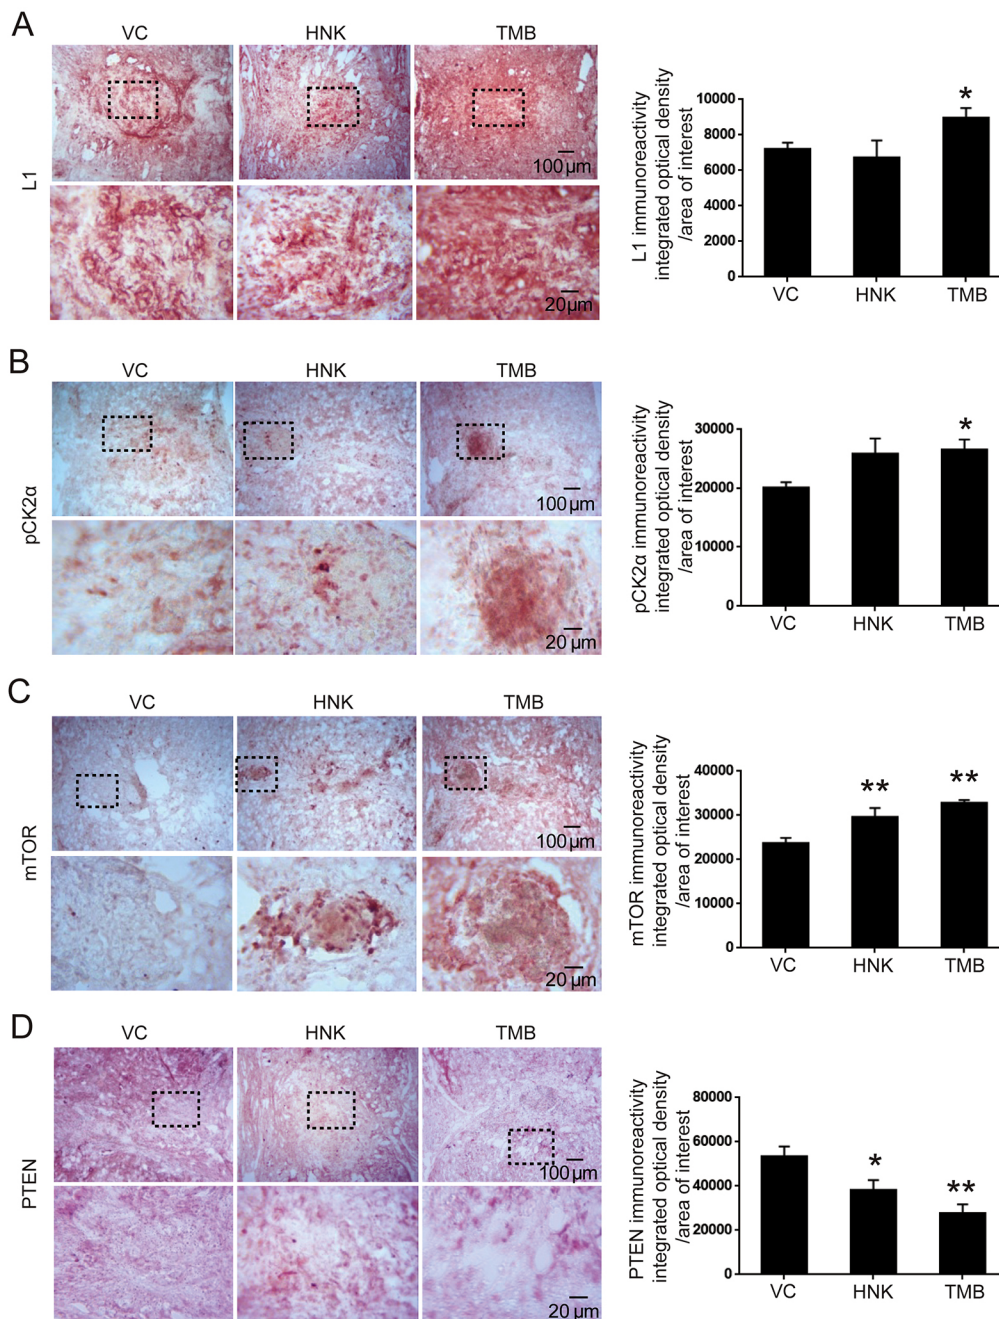 A
VC HNK TMB
L1
100 µm
20µm
L1 immunoreactivity
integrated optical density
/area of interest
10000
8000
6000
4000
2000
0
*
VC HNK TMB
B
VC HNK TMB
pCK2α
100 µm
20 µm
pCK2α immunoreactivity
integrated optical density
/area of interest
30000
20000
10000
0
*
VC HNK TMB
C
VC HNK TMB
mTOR
100 µm
20 µm
mTOR immunoreactivity
integrated optical density
/area of interest
40000
30000
20000
10000
0
** **
VC HNK TMB
D
VC HNK TMB
PTEN
100 µm
20 µm
PTEN immunoreactivity
integrated optical density
/area of interest
80000
60000
40000
20000
0
* **
VC HNK TMB